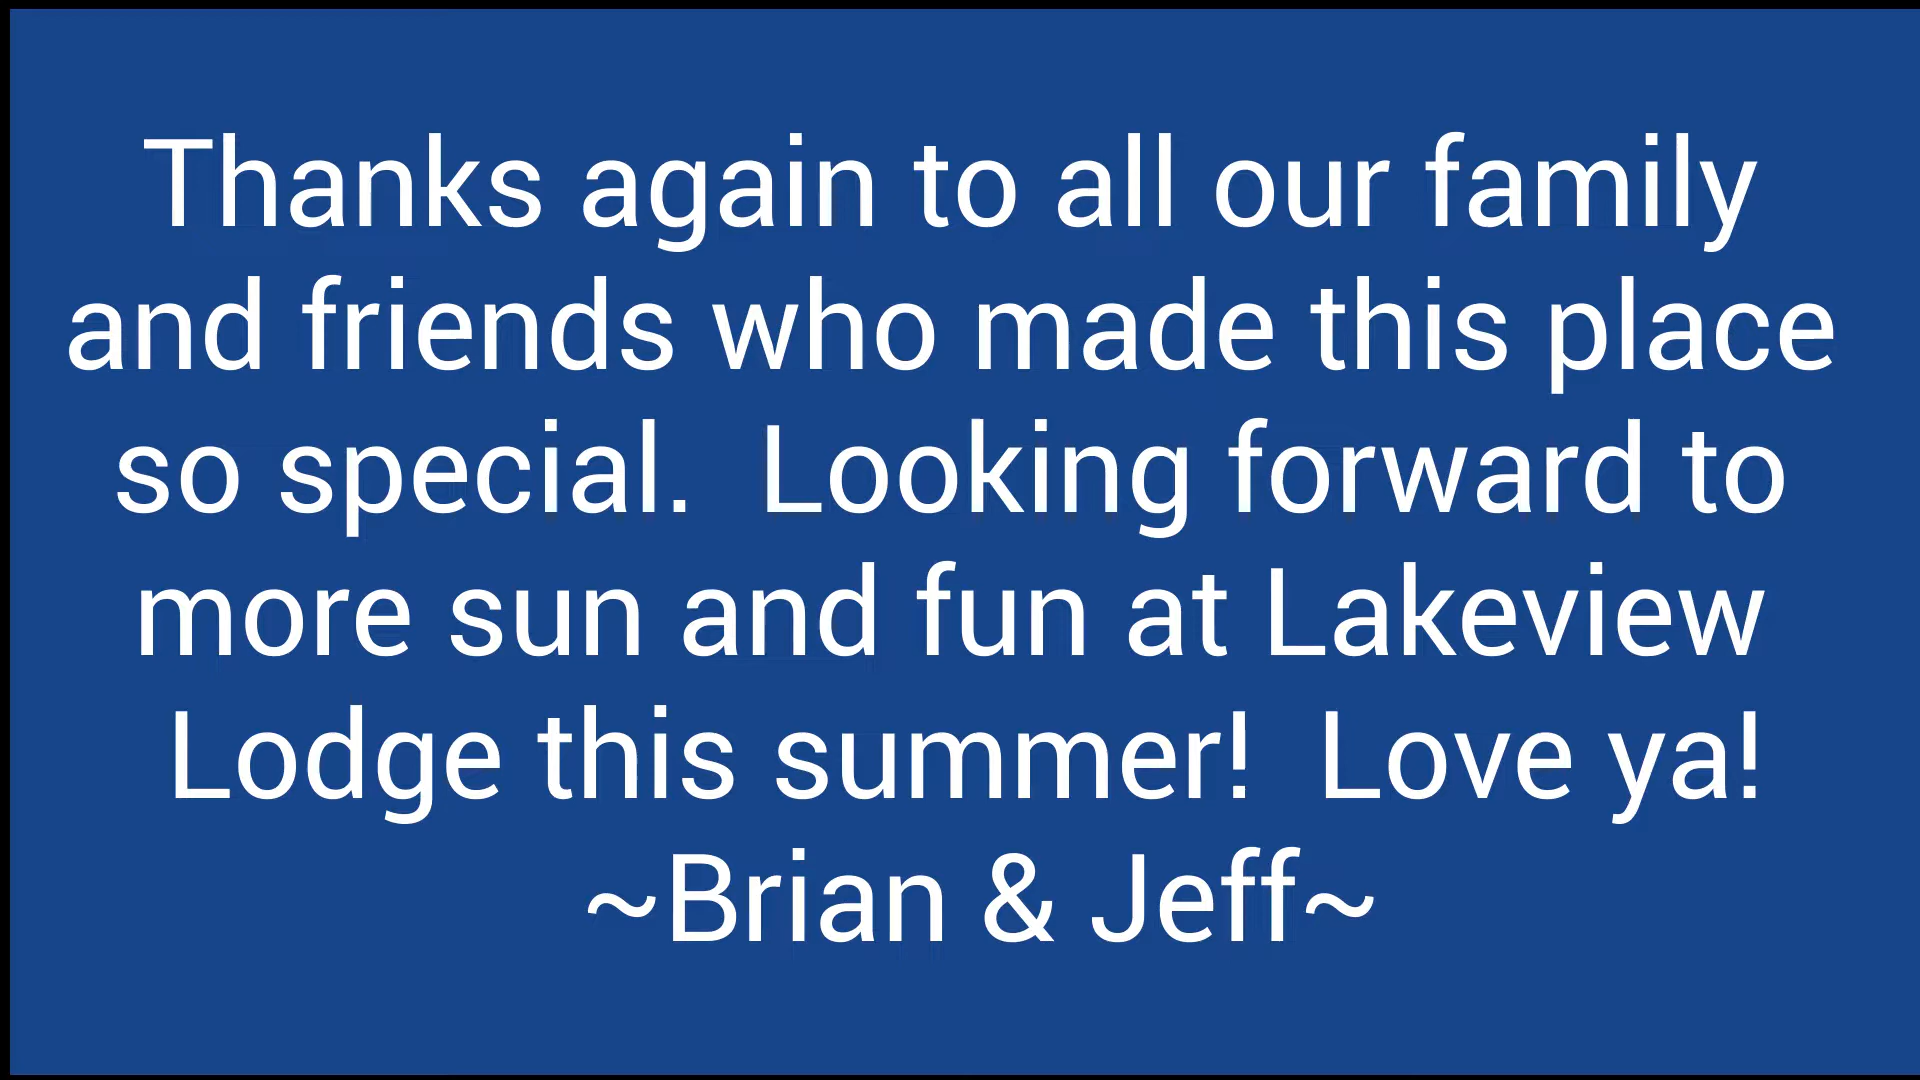 Thanks again to all our family
and friends who made this place
so special.  Looking forward to
more sun and fun at Lakeview
Lodge this summer!  Love ya!
~Brian & Jeff~